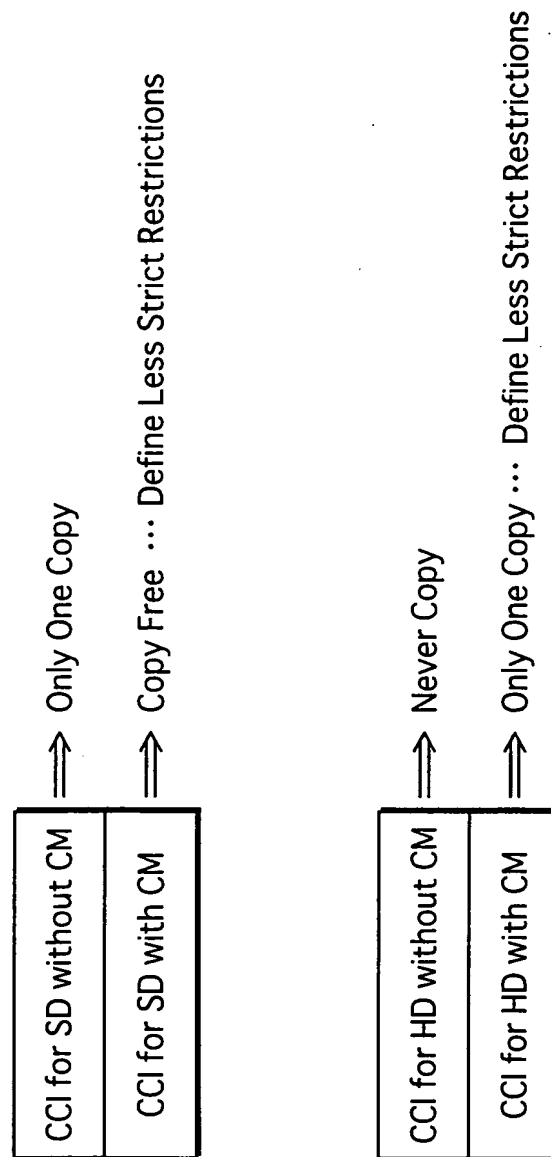 CCI for SD without CM ⇒ Only One Copy
CCI for SD with CM ⇒ Copy Free ··· Define Less Strict Restrictions
CCI for HD without CM ⇒ Never Copy
CCI for HD with CM ⇒ Only One Copy ··· Define Less Strict Restrictions